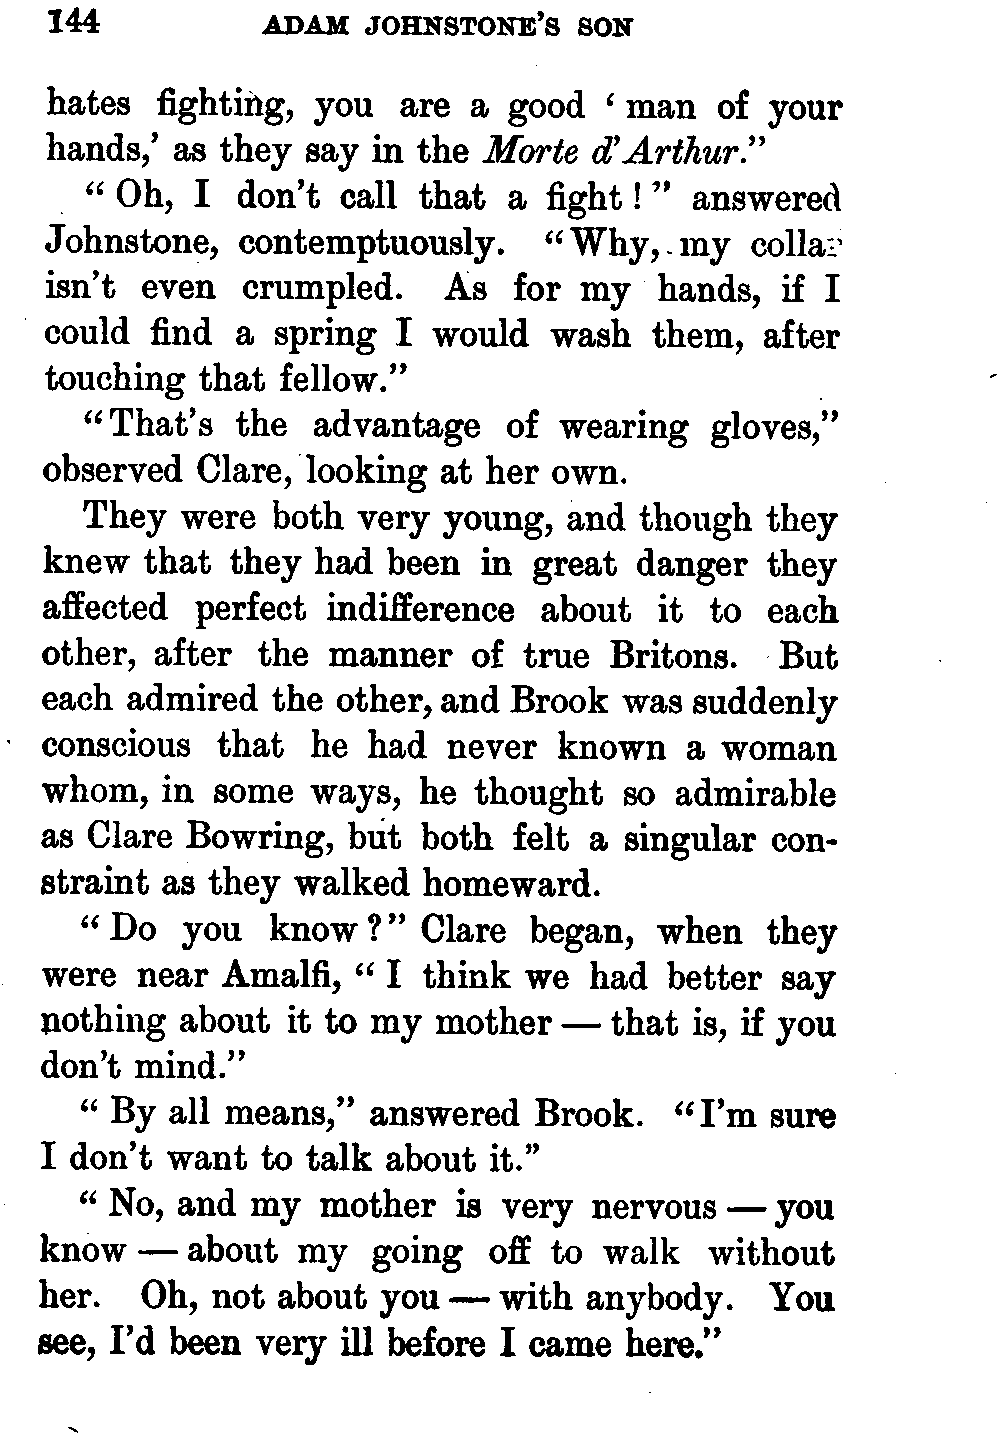 144 ADAM JOHNSTONE'S SON
hates fighting, you are a good ‘man of your
hands,’ as they say in the Morte d'Arthur.”
“Oh, I don't call that a fight!” answered
Johnstone, contemptuously. “Why, my collar
isn't even crumpled. As for my hands, if I
could find a spring I would wash them, after
touching that fellow.”
“That's the advantage of wearing gloves,”
observed Clare, looking at her own.
They were both very young, and though they
knew that they had been in great danger they
affected perfect indifference about it to each
other, after the manner of true Britons. But
each admired the other, and Brook was suddenly
conscious that he had never known a woman
whom, in some ways, he thought so admirable
as Clare Bowring, but both felt a singular con-
straint as they walked homeward.
“Do you know?” Clare began, when they
were near Amalfi, “I think we had better say
nothing about it to my mother — that is, if you
don't mind.”
“By all means,” answered Brook. “I'm sure
I don't want to talk about it.”
“No, and my mother is very nervous — you
know — about my going off to walk without
her. Oh, not about you — with anybody. You
see, I'd been very ill before I came here.”